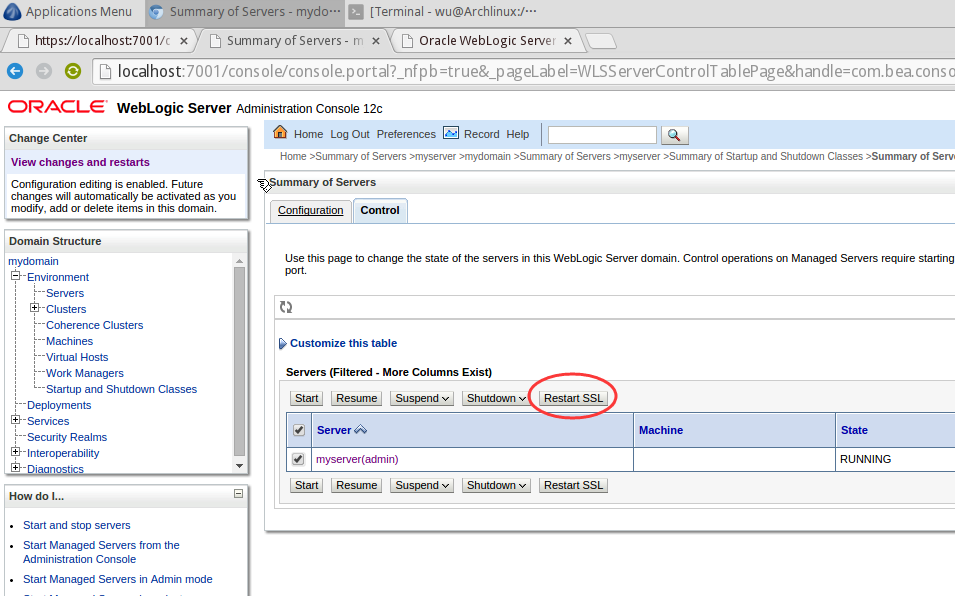 Applications Menu
Summary of Servers - mydo···
[Terminal - wu@Archlinux:/···
https://localhost:7001/c
Summary of Servers - m
Oracle WebLogic Server
localhost:7001/console/console.portal?_nfpb=true&_pageLabel=WLSServerControlTablePage&handle=com.bea.conso
ORACLE WebLogic Server Administration Console 12c
Change Center
View changes and restarts
Configuration editing is enabled. Future
changes will automatically be activated as you
modify, add or delete items in this domain.
Domain Structure
mydomain
Environment
Servers
Clusters
Coherence Clusters
Machines
Virtual Hosts
Work Managers
Startup and Shutdown Classes
Deployments
Services
Security Realms
Interoperability
Diagnostics
How do I...
Start and stop servers
Start Managed Servers from the
Administration Console
Start Managed Servers in Admin mode
Home Log Out Preferences Record Help
Home >Summary of Servers >myserver >mydomain >Summary of Servers >myserver >Summary of Startup and Shutdown Classes >Summary of Serv
Summary of Servers
Configuration Control
Use this page to change the state of the servers in this WebLogic Server domain. Control operations on Managed Servers require starting
port.
Customize this table
Servers (Filtered - More Columns Exist)
Start Resume Suspend Shutdown Restart SSL
Server Machine State
myserver(admin) RUNNING
Start Resume Suspend Shutdown Restart SSL